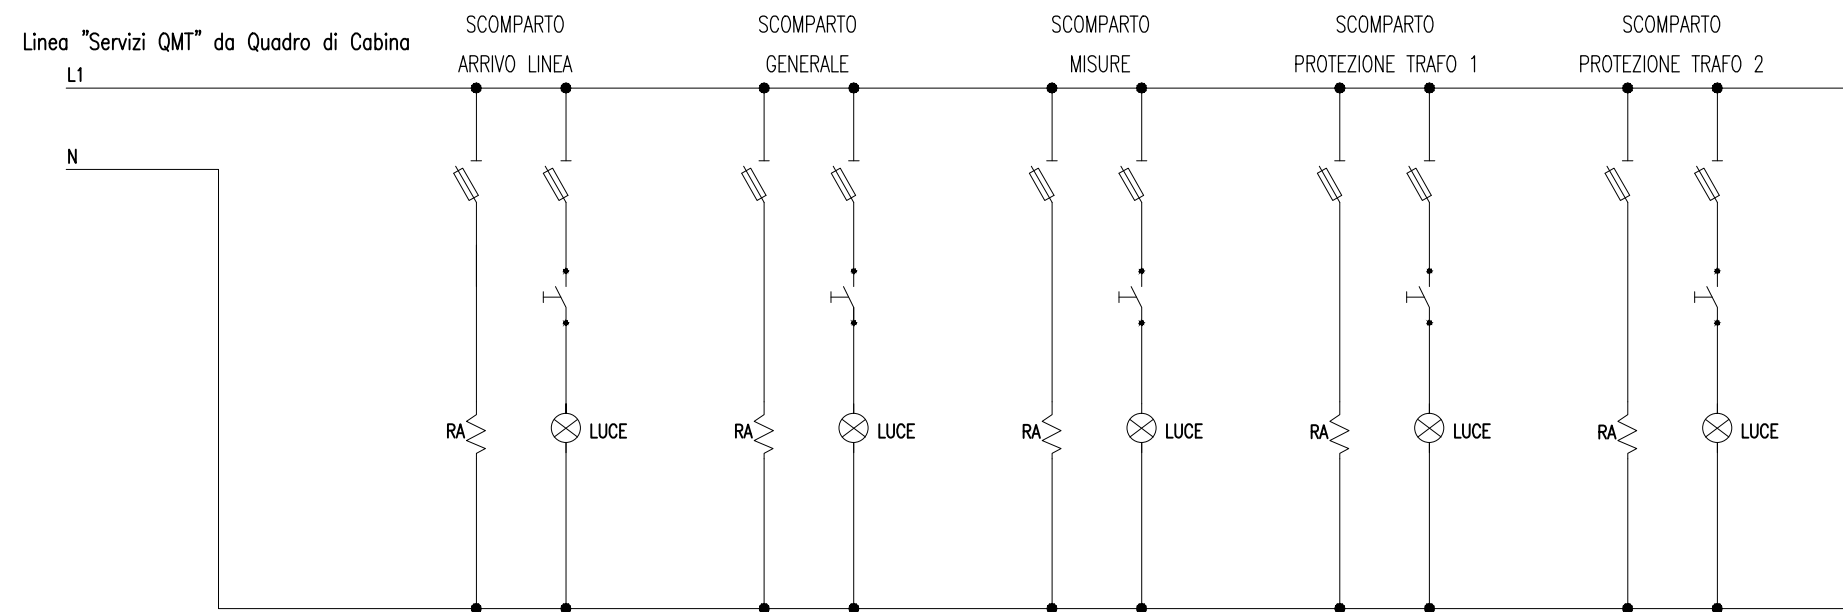 Linea "Servizi QMT" da Quadro di Cabina
L1
N
SCOMPARTO
ARRIVO LINEA
SCOMPARTO
GENERALE
SCOMPARTO
MISURE
SCOMPARTO
PROTEZIONE TRAFO 1
SCOMPARTO
PROTEZIONE TRAFO 2
RA
LUCE
RA
LUCE
RA
LUCE
RA
LUCE
RA
LUCE